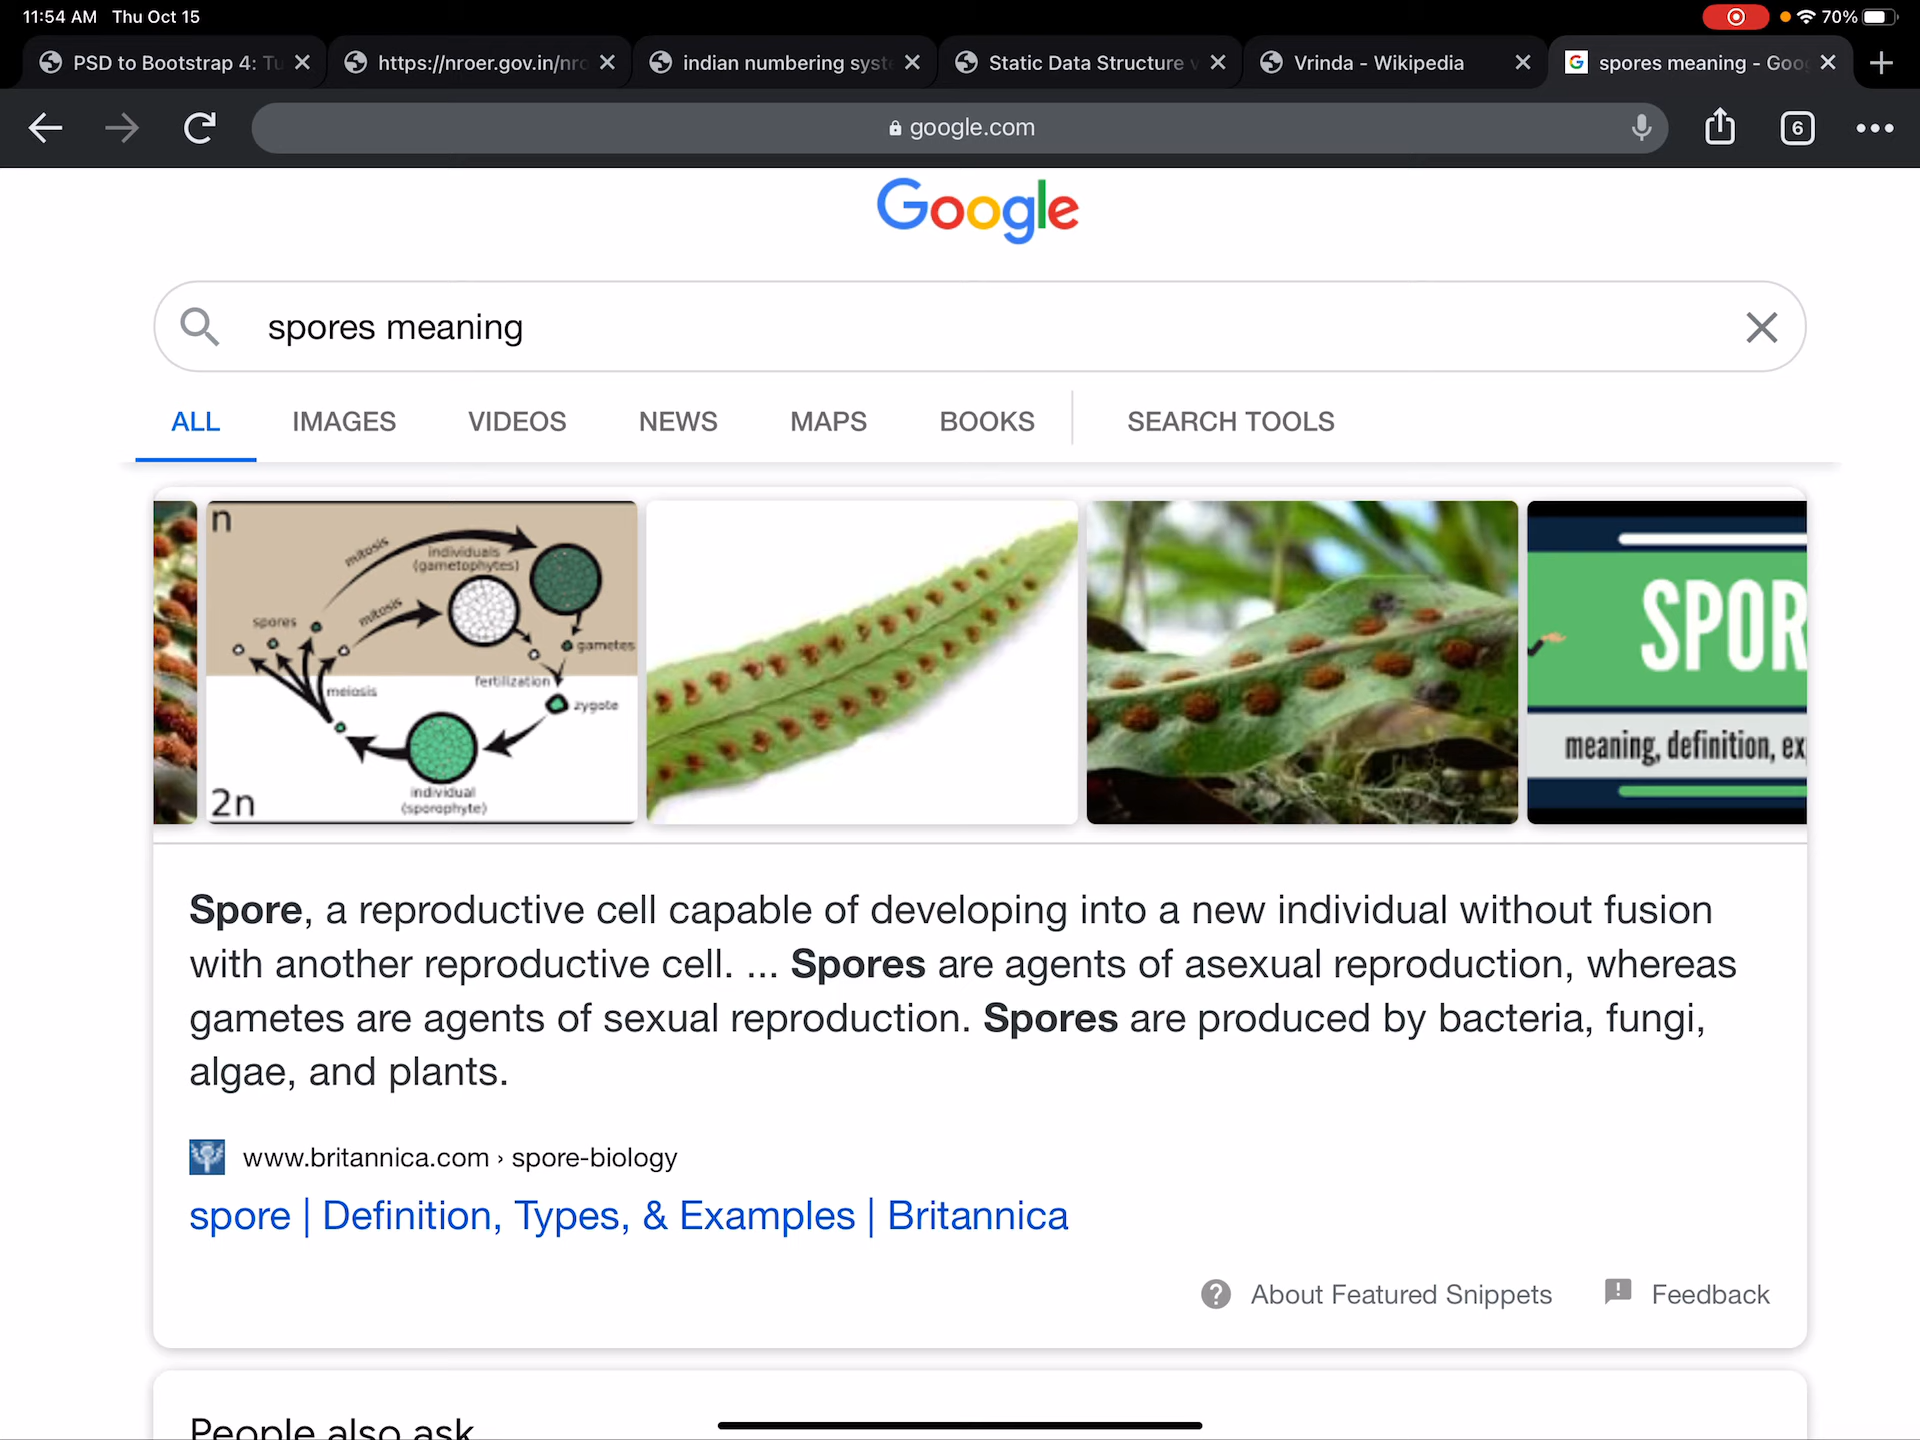 11:54 AM Thu Oct 15
70%
PSD to Bootstrap 4: Tu
https://nroer.gov.in/nro
indian numbering syst
Static Data Structure v
Vrinda - Wikipedia
spores meaning - Goo
google.com
6
Google
spores meaning
ALL IMAGES VIDEOS NEWS MAPS BOOKS SEARCH TOOLS
n
mitosis
individuals
(gametophytes)
mitosis
spores
gametes
fertilization
meiosis
zygote
individual
(sporophyte)
2n
SPOR
meaning, definition, ex
Spore, a reproductive cell capable of developing into a new individual without fusion
with another reproductive cell. ... Spores are agents of asexual reproduction, whereas
gametes are agents of sexual reproduction. Spores are produced by bacteria, fungi,
algae, and plants.
www.britannica.com › spore-biology
spore | Definition, Types, & Examples | Britannica
About Featured Snippets Feedback
People also ask